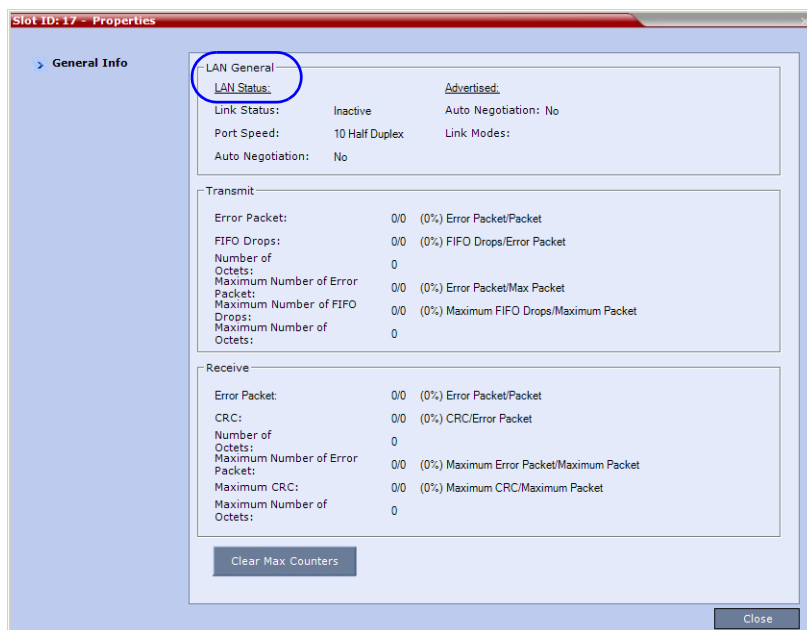 Slot ID: 17 - Properties
General Info
LAN General
LAN Status: Advertised:
Link Status: Inactive Auto Negotiation: No
Port Speed: 10 Half Duplex Link Modes:
Auto Negotiation: No
Transmit
Error Packet: 0/0 (0%) Error Packet/Packet
FIFO Drops: 0/0 (0%) FIFO Drops/Error Packet
Number of
Octets: 0
Maximum Number of Error
Packet: 0/0 (0%) Error Packet/Max Packet
Maximum Number of FIFO
Drops: 0/0 (0%) Maximum FIFO Drops/Maximum Packet
Maximum Number of
Octets: 0
Receive
Error Packet: 0/0 (0%) Error Packet/Packet
CRC: 0/0 (0%) CRC/Error Packet
Number of
Octets: 0
Maximum Number of Error
Packet: 0/0 (0%) Maximum Error Packet/Maximum Packet
Maximum CRC: 0/0 (0%) Maximum CRC/Maximum Packet
Maximum Number of
Octets: 0
Clear Max Counters
Close